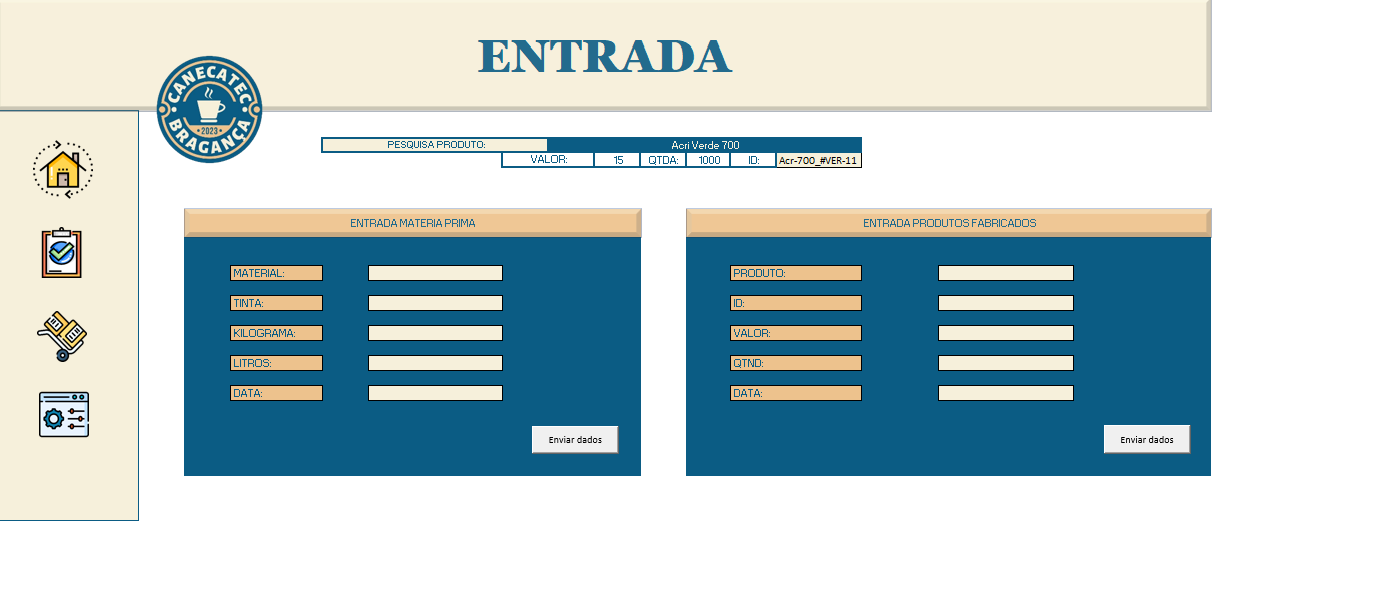 ENTRADA
CANECATEC
2023
BRAGANÇA
PESQUISA PRODUTO: Acri Verde 700
VALOR: 15 QTDA: 1000 ID: Acr-700_#VER-11
ENTRADA MATERIA PRIMA
MATERIAL:
TINTA:
KILOGRAMA:
LITROS:
DATA:
Enviar dados
ENTRADA PRODUTOS FABRICADOS
PRODUTO:
ID:
VALOR:
QTND:
DATA:
Enviar dados